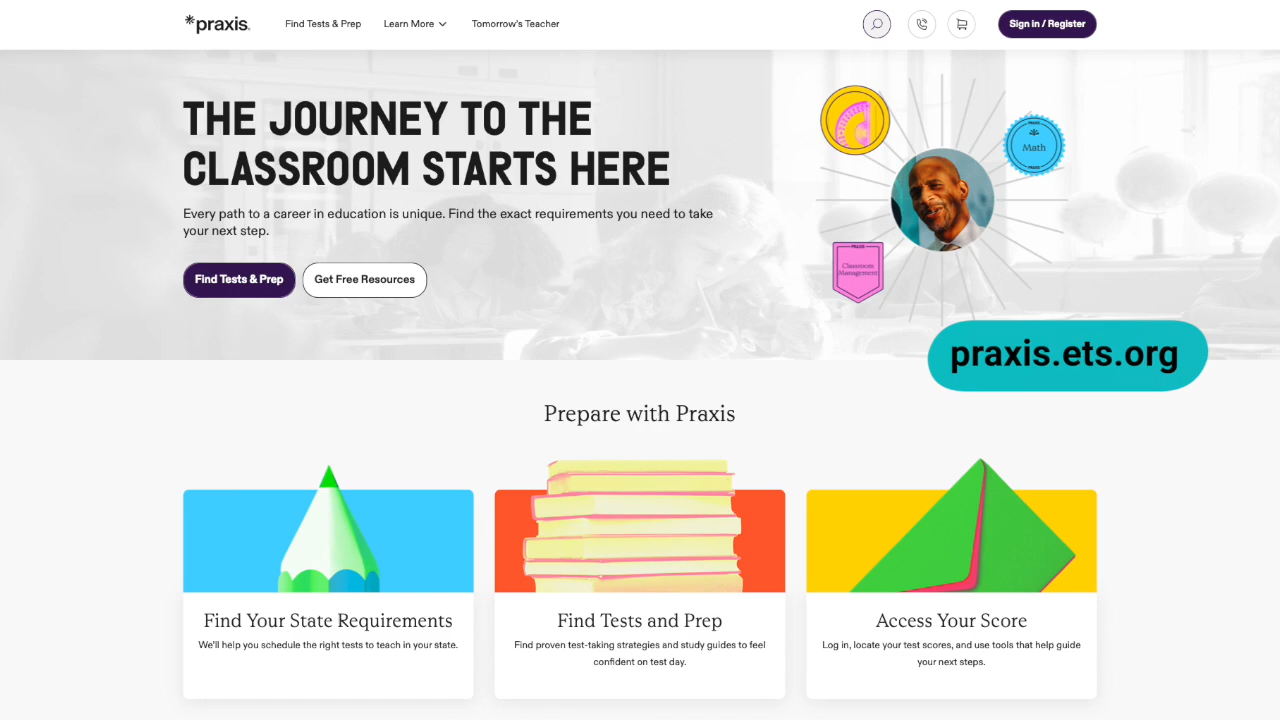 *praxis.
Find Tests & Prep
Learn More
Tomorrow's Teacher
Sign in / Register
THE JOURNEY TO THE
CLASSROOM STARTS HERE
Every path to a career in education is unique. Find the exact requirements you need to take
your next step.
Find Tests & Prep
Get Free Resources
PRAXIS
Math
PRAXIS
PRAXIS
Classroom
Management
praxis.ets.org
Prepare with Praxis
Find Your State Requirements
We'll help you schedule the right tests to teach in your state.
Find Tests and Prep
Find proven test-taking strategies and study guides to feel
confident on test day.
Access Your Score
Log in, locate your test scores, and use tools that help guide
your next steps.